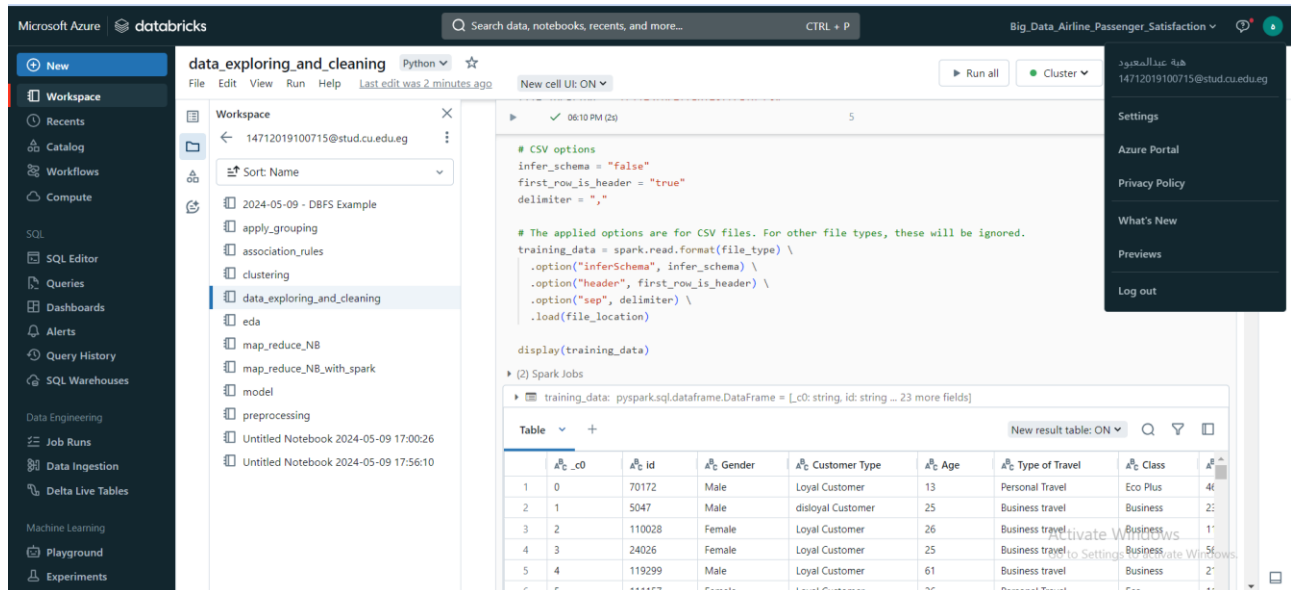 Microsoft Azure databricks
Search data, notebooks, recents, and more... CTRL + P
Big_Data_Airline_Passenger_Satisfaction
New
Workspace
Recents
Catalog
Workflows
Compute
SQL
SQL Editor
Queries
Dashboards
Alerts
Query History
SQL Warehouses
Data Engineering
Job Runs
Data Ingestion
Delta Live Tables
Machine Learning
Playground
Experiments
data_exploring_and_cleaning Python
File Edit View Run Help Last edit was 2 minutes ago New cell UI: ON
Run all Cluster
Workspace
14712019100715@stud.cu.edu.eg
Sort: Name
2024-05-09 - DBFS Example
apply_grouping
association_rules
clustering
data_exploring_and_cleaning
eda
map_reduce_NB
map_reduce_NB_with_spark
model
preprocessing
Untitled Notebook 2024-05-09 17:00:26
Untitled Notebook 2024-05-09 17:56:10
06:10 PM (2s) 5
# CSV options
infer_schema = "false"
first_row_is_header = "true"
delimiter = ","
# The applied options are for CSV files. For other file types, these will be ignored.
training_data = spark.read.format(file_type) \
.option("inferSchema", infer_schema) \
.option("header", first_row_is_header) \
.option("sep", delimiter) \
.load(file_location)
display(training_data)
(2) Spark Jobs
training_data: pyspark.sql.dataframe.DataFrame = [_c0: string, id: string ... 23 more fields]
Table + New result table: ON
_c0 id Gender Customer Type Age Type of Travel Class
1 0 70172 Male Loyal Customer 13 Personal Travel Eco Plus 46
2 1 5047 Male disloyal Customer 25 Business travel Business 23
3 2 110028 Female Loyal Customer 26 Business travel Business 11
4 3 24026 Female Loyal Customer 25 Business travel Business 56
5 4 119299 Male Loyal Customer 61 Business travel Business 21
هبة عبدالمعبود
14712019100715@stud.cu.edu.eg
Settings
Azure Portal
Privacy Policy
What's New
Previews
Log out
Activate Windows
Go to Settings to activate Windows.